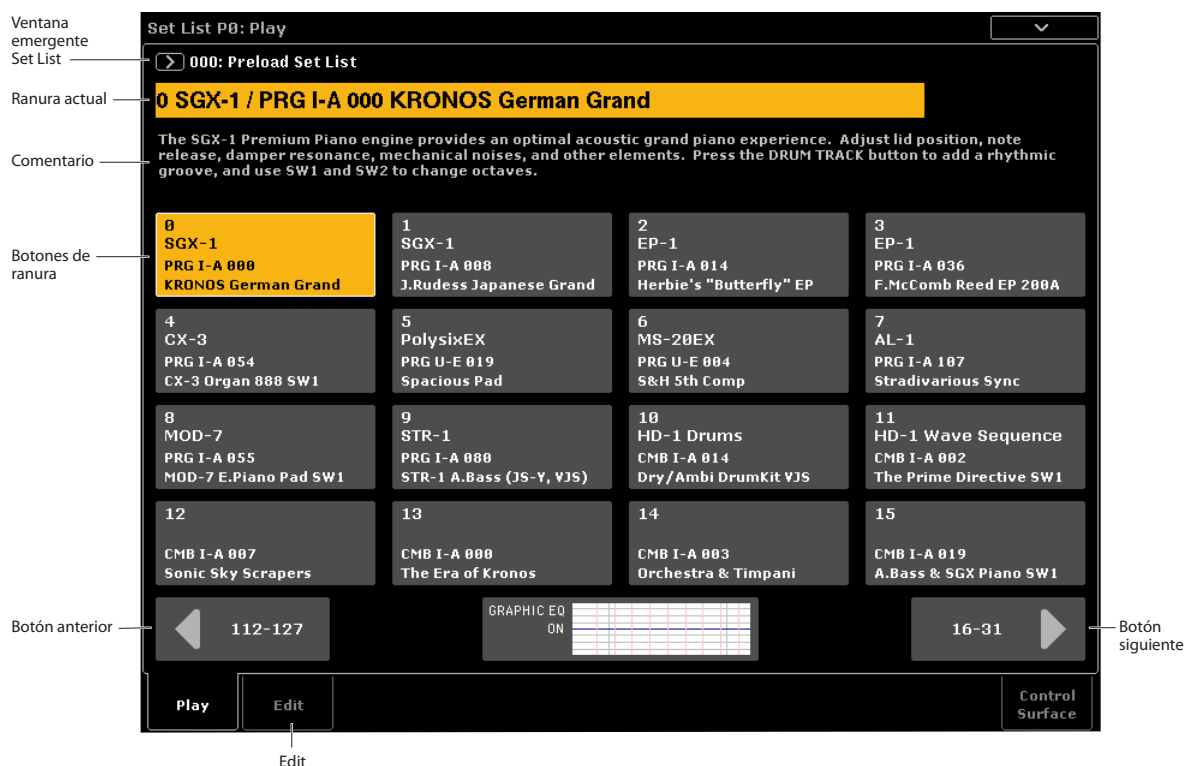 Ventana
emergente
Set List
Set List P0: Play
000: Preload Set List
Ranura actual
0 SGX-1 / PRG I-A 000 KRONOS German Grand
Comentario
The SGX-1 Premium Piano engine provides an optimal acoustic grand piano experience.  Adjust lid position, note
release, damper resonance, mechanical noises, and other elements.  Press the DRUM TRACK button to add a rhythmic
groove, and use SW1 and SW2 to change octaves.
Botones de
ranura
0
SGX-1
PRG I-A 000
KRONOS German Grand
1
SGX-1
PRG I-A 008
J.Rudess Japanese Grand
2
EP-1
PRG I-A 014
Herbie's "Butterfly" EP
3
EP-1
PRG I-A 036
F.McComb Reed EP 200A
4
CX-3
PRG I-A 054
CX-3 Organ 888 SW1
5
PolysixEX
PRG U-E 019
Spacious Pad
6
MS-20EX
PRG U-E 004
S&H 5th Comp
7
AL-1
PRG I-A 107
Stradivarious Sync
8
MOD-7
PRG I-A 055
MOD-7 E.Piano Pad SW1
9
STR-1
PRG I-A 080
STR-1 A.Bass (JS-Y, VJS)
10
HD-1 Drums
CMB I-A 014
Dry/Ambi DrumKit VJS
11
HD-1 Wave Sequence
CMB I-A 002
The Prime Directive SW1
12
CMB I-A 007
Sonic Sky Scrapers
13
CMB I-A 000
The Era of Kronos
14
CMB I-A 003
Orchestra & Timpani
15
CMB I-A 019
A.Bass & SGX Piano SW1
Botón anterior
112-127
GRAPHIC EQ
ON
16-31
Botón
siguiente
Play
Edit
Control
Surface
Edit